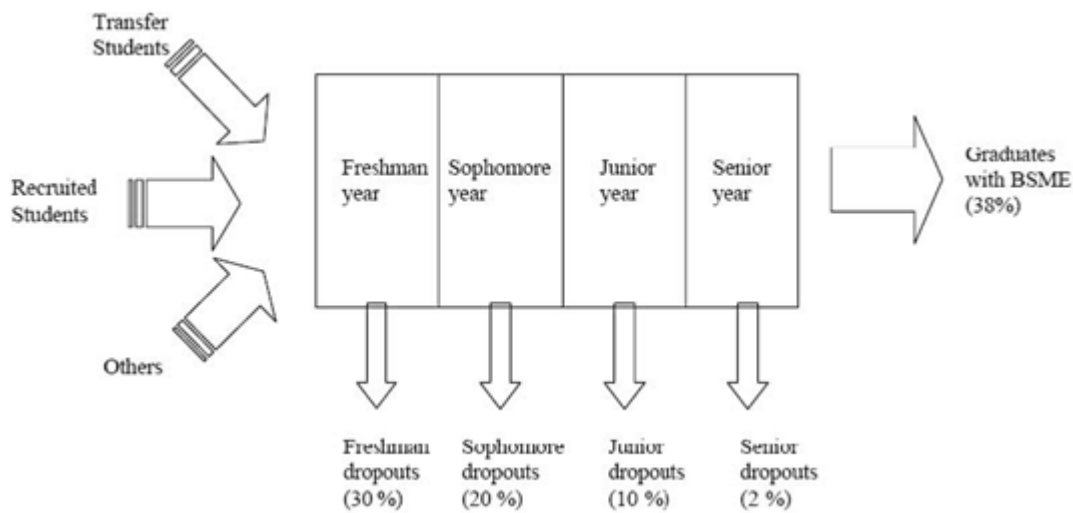 Transfer
Students
Recruited
Students
Others
Freshman
year
Sophomore
year
Junior
year
Senior
year
Graduates
with BSME
(38%)
Freshman
dropouts
(30 %)
Sophomore
dropouts
(20 %)
Junior
dropouts
(10 %)
Senior
dropouts
(2 %)